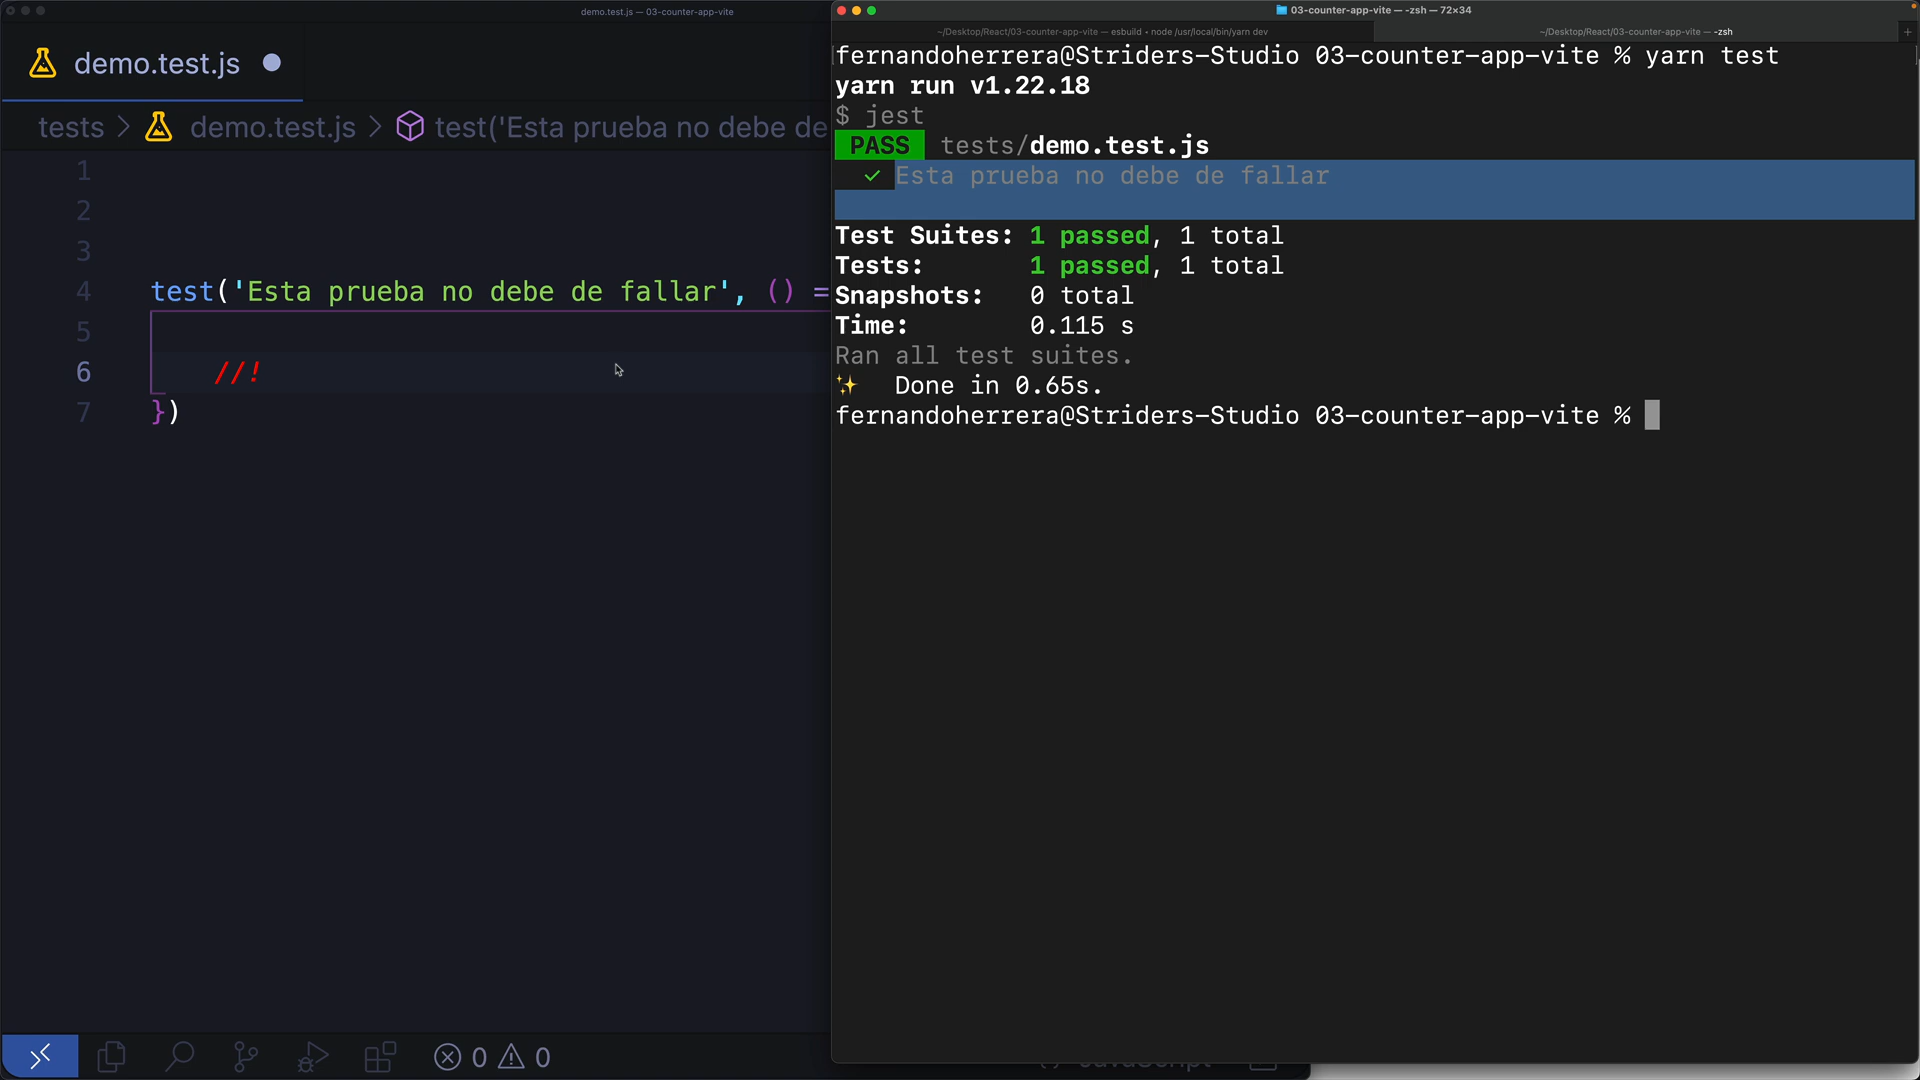 demo.test.js — 03-counter-app-vite
demo.test.js
tests > demo.test.js > test('Esta prueba no debe de
1
2
3
4 test('Esta prueba no debe de fallar', () =
5
6 //!
7 })
0 0
03-counter-app-vite — -zsh — 72×34
~/Desktop/React/03-counter-app-vite — esbuild • node /usr/local/bin/yarn dev
~/Desktop/React/03-counter-app-vite — -zsh
fernandoherrera@Striders-Studio 03-counter-app-vite % yarn test
yarn run v1.22.18
$ jest
PASS tests/demo.test.js
✓ Esta prueba no debe de fallar
Test Suites: 1 passed, 1 total
Tests: 1 passed, 1 total
Snapshots: 0 total
Time: 0.115 s
Ran all test suites.
✨ Done in 0.65s.
fernandoherrera@Striders-Studio 03-counter-app-vite %